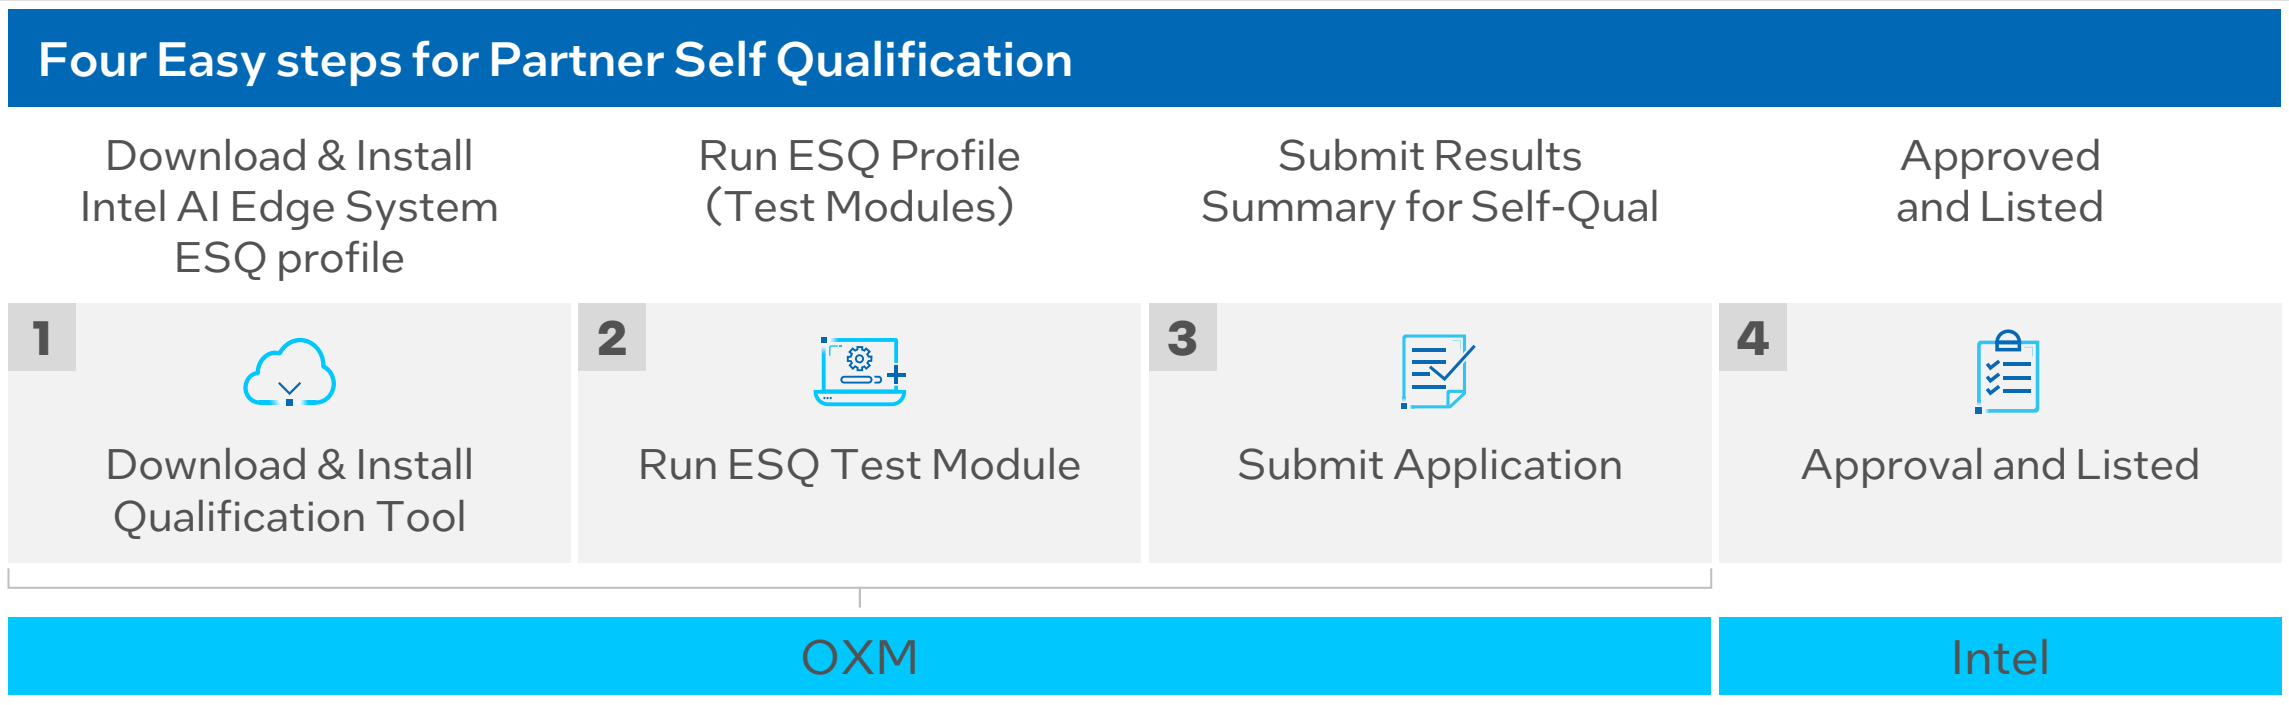 Four Easy steps for Partner Self Qualification
Download & Install
Intel AI Edge System
ESQ profile
Run ESQ Profile
(Test Modules)
Submit Results
Summary for Self-Qual
Approved
and Listed
1
Download & Install
Qualification Tool
2
Run ESQ Test Module
3
Submit Application
4
Approval and Listed
OXM
Intel